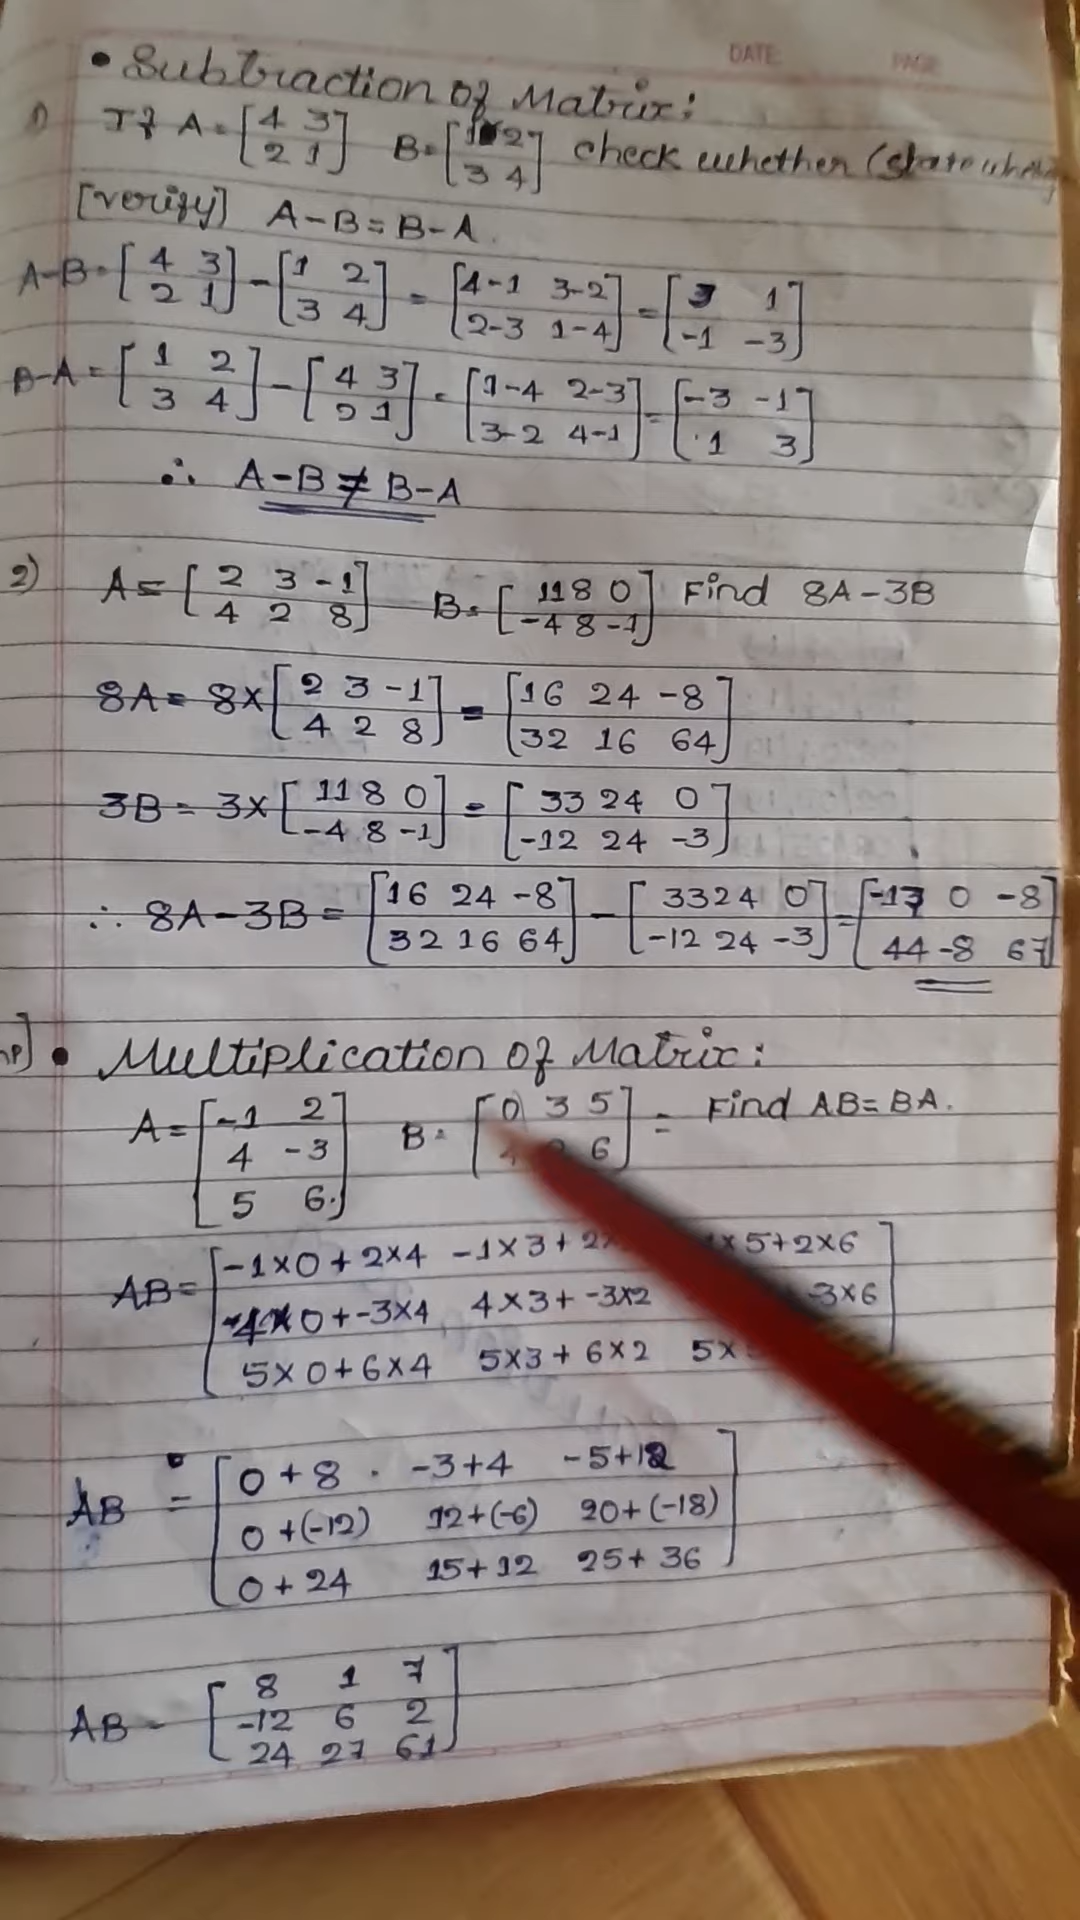 DATE: PAGE:
• Subtraction of Matrix:
1) If A = [4 3 B = [1 2 check whether (state
2 1] 3 4]
[verify] A-B = B-A.
A-B = [4 3 - [1 2 = [4-1 3-2 = [3 1
2 1] 3 4] 2-3 1-4] -1 -3]
B-A = [1 2 - [4 3 = [1-4 2-3 = [-3 -1
3 4] 2 1] 3-2 4-1] 1 3]
∴ A-B ≠ B-A
2) A = [2 3 -1 B = [11 8 0 Find 8A-3B
4 2 8] -4 8 -1]
8A = 8× [2 3 -1 = [16 24 -8
4 2 8] 32 16 64]
3B = 3× [11 8 0 = [33 24 0
-4 8 -1] -12 24 -3]
∴ 8A-3B = [16 24 -8 - [33 24 0 = [-17 0 -8
32 16 64] -12 24 -3] 44 -8 67]
• Multiplication of Matrix:
A = [-1 2 B = [0 3 5 = Find AB = BA.
4 -3 6]
5 6.]
AB = [-1×0+2×4 -1×3+2 ×5+2×6
4×0+-3×4 4×3+-3×2 -3×6
5×0+6×4 5×3+6×2 5× ]
AB = [0+8 -3+4 -5+12
0+(-12) 12+(-6) 20+(-18)
0+24 15+12 25+36]
AB = [8 1 7
-12 6 2
24 27 61]